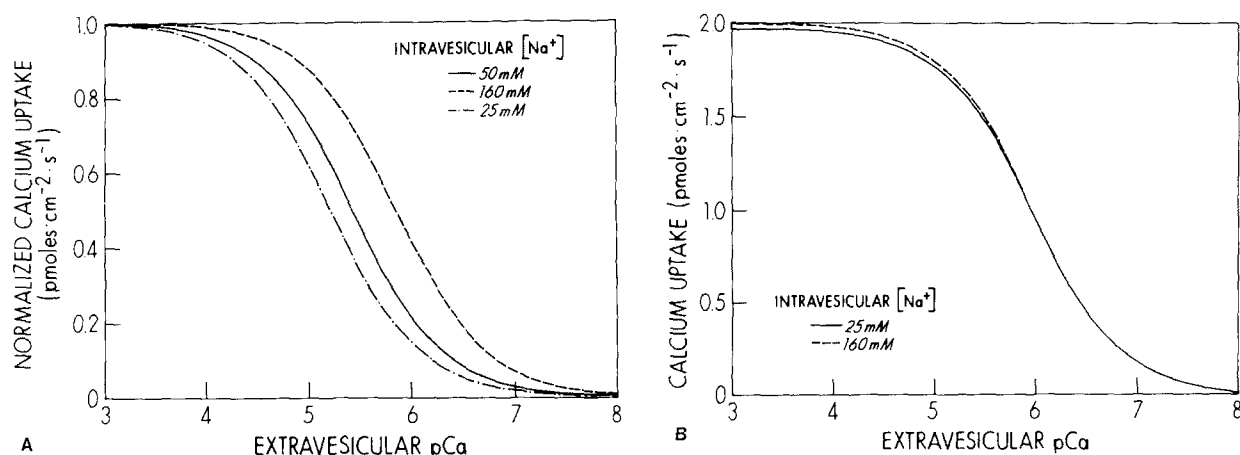 NORMALIZED CALCIUM UPTAKE
(pmoles·cm⁻²·s⁻¹)
1.0
0.8
0.6
0.4
0.2
0
INTRAVESICULAR [Na⁺]
50mM
160mM
25mM
3
4
5
6
7
8
EXTRAVESICULAR pCa
A
CALCIUM UPTAKE (pmoles·cm⁻²·s⁻¹)
2.0
1.5
1.0
0.5
0
INTRAVESICULAR [Na⁺]
25mM
160mM
3
4
5
6
7
8
EXTRAVESICULAR pCa
B